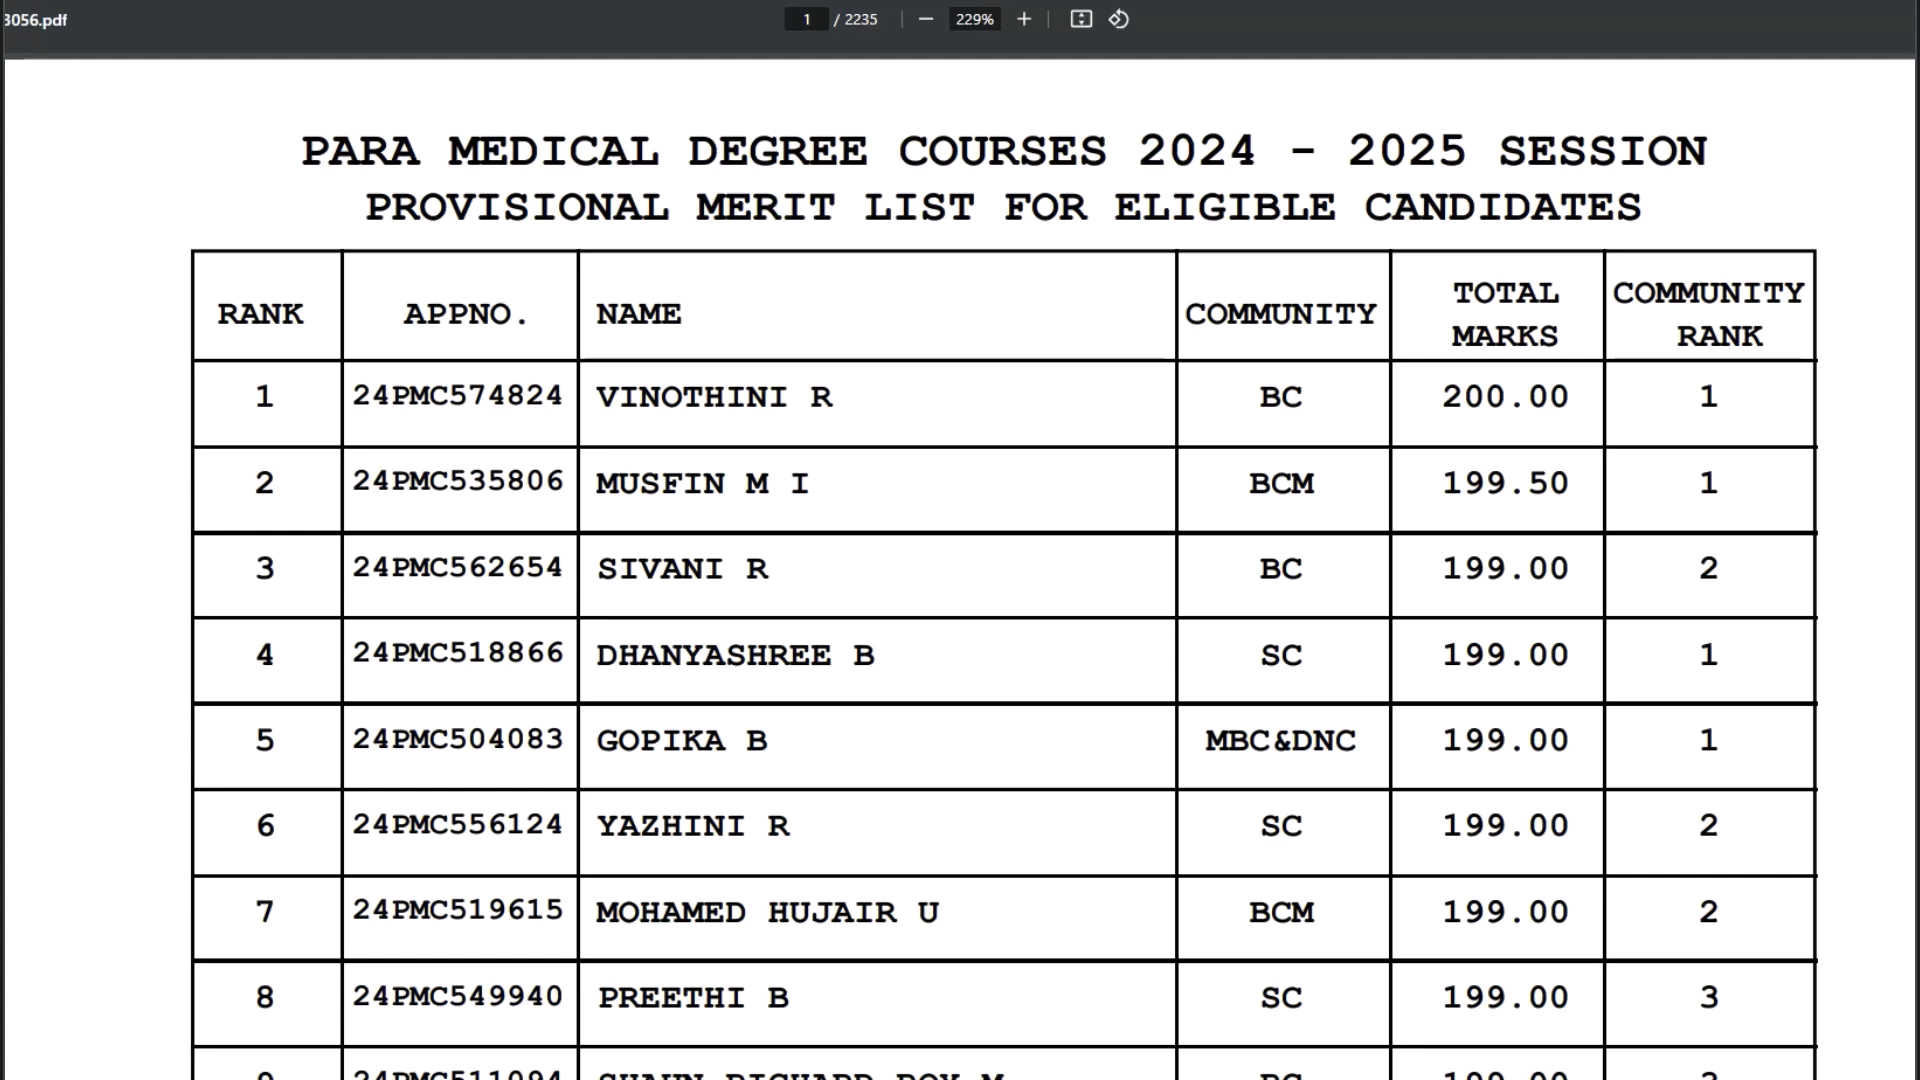 3056.pdf
1 / 2235 229%
PARA MEDICAL DEGREE COURSES 2024 - 2025 SESSION
PROVISIONAL MERIT LIST FOR ELIGIBLE CANDIDATES
RANK APPNO. NAME COMMUNITY TOTAL MARKS COMMUNITY RANK
1 24PMC574824 VINOTHINI R BC 200.00 1
2 24PMC535806 MUSFIN M I BCM 199.50 1
3 24PMC562654 SIVANI R BC 199.00 2
4 24PMC518866 DHANYASHREE B SC 199.00 1
5 24PMC504083 GOPIKA B MBC&DNC 199.00 1
6 24PMC556124 YAZHINI R SC 199.00 2
7 24PMC519615 MOHAMED HUJAIR U BCM 199.00 2
8 24PMC549940 PREETHI B SC 199.00 3